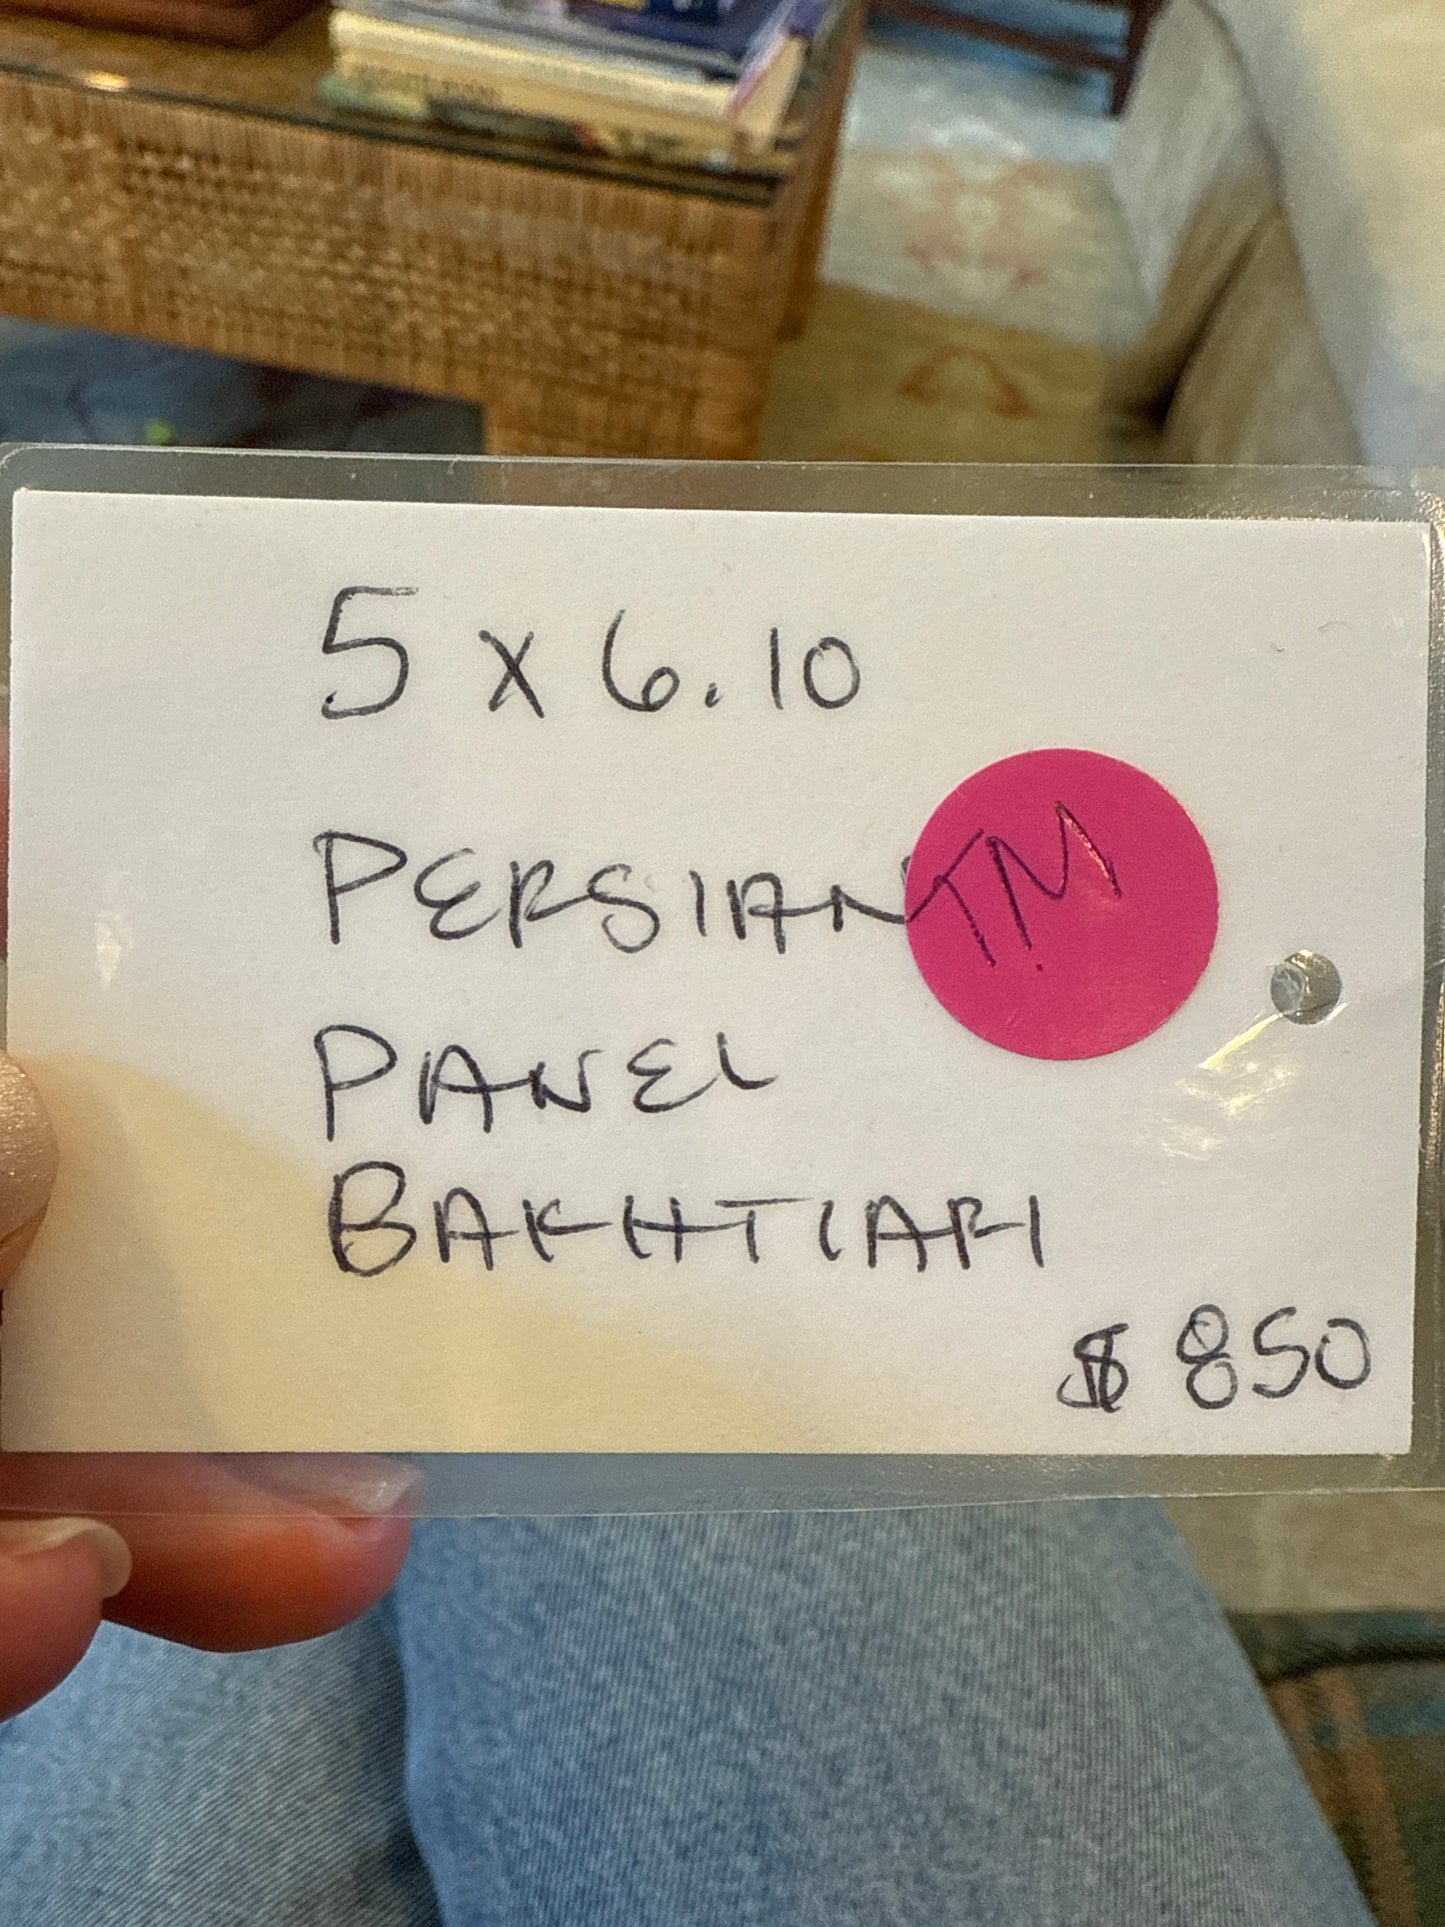 5 x 6.10
PERSIAN
TM
PANEL
BAKHTIARI
$ 850